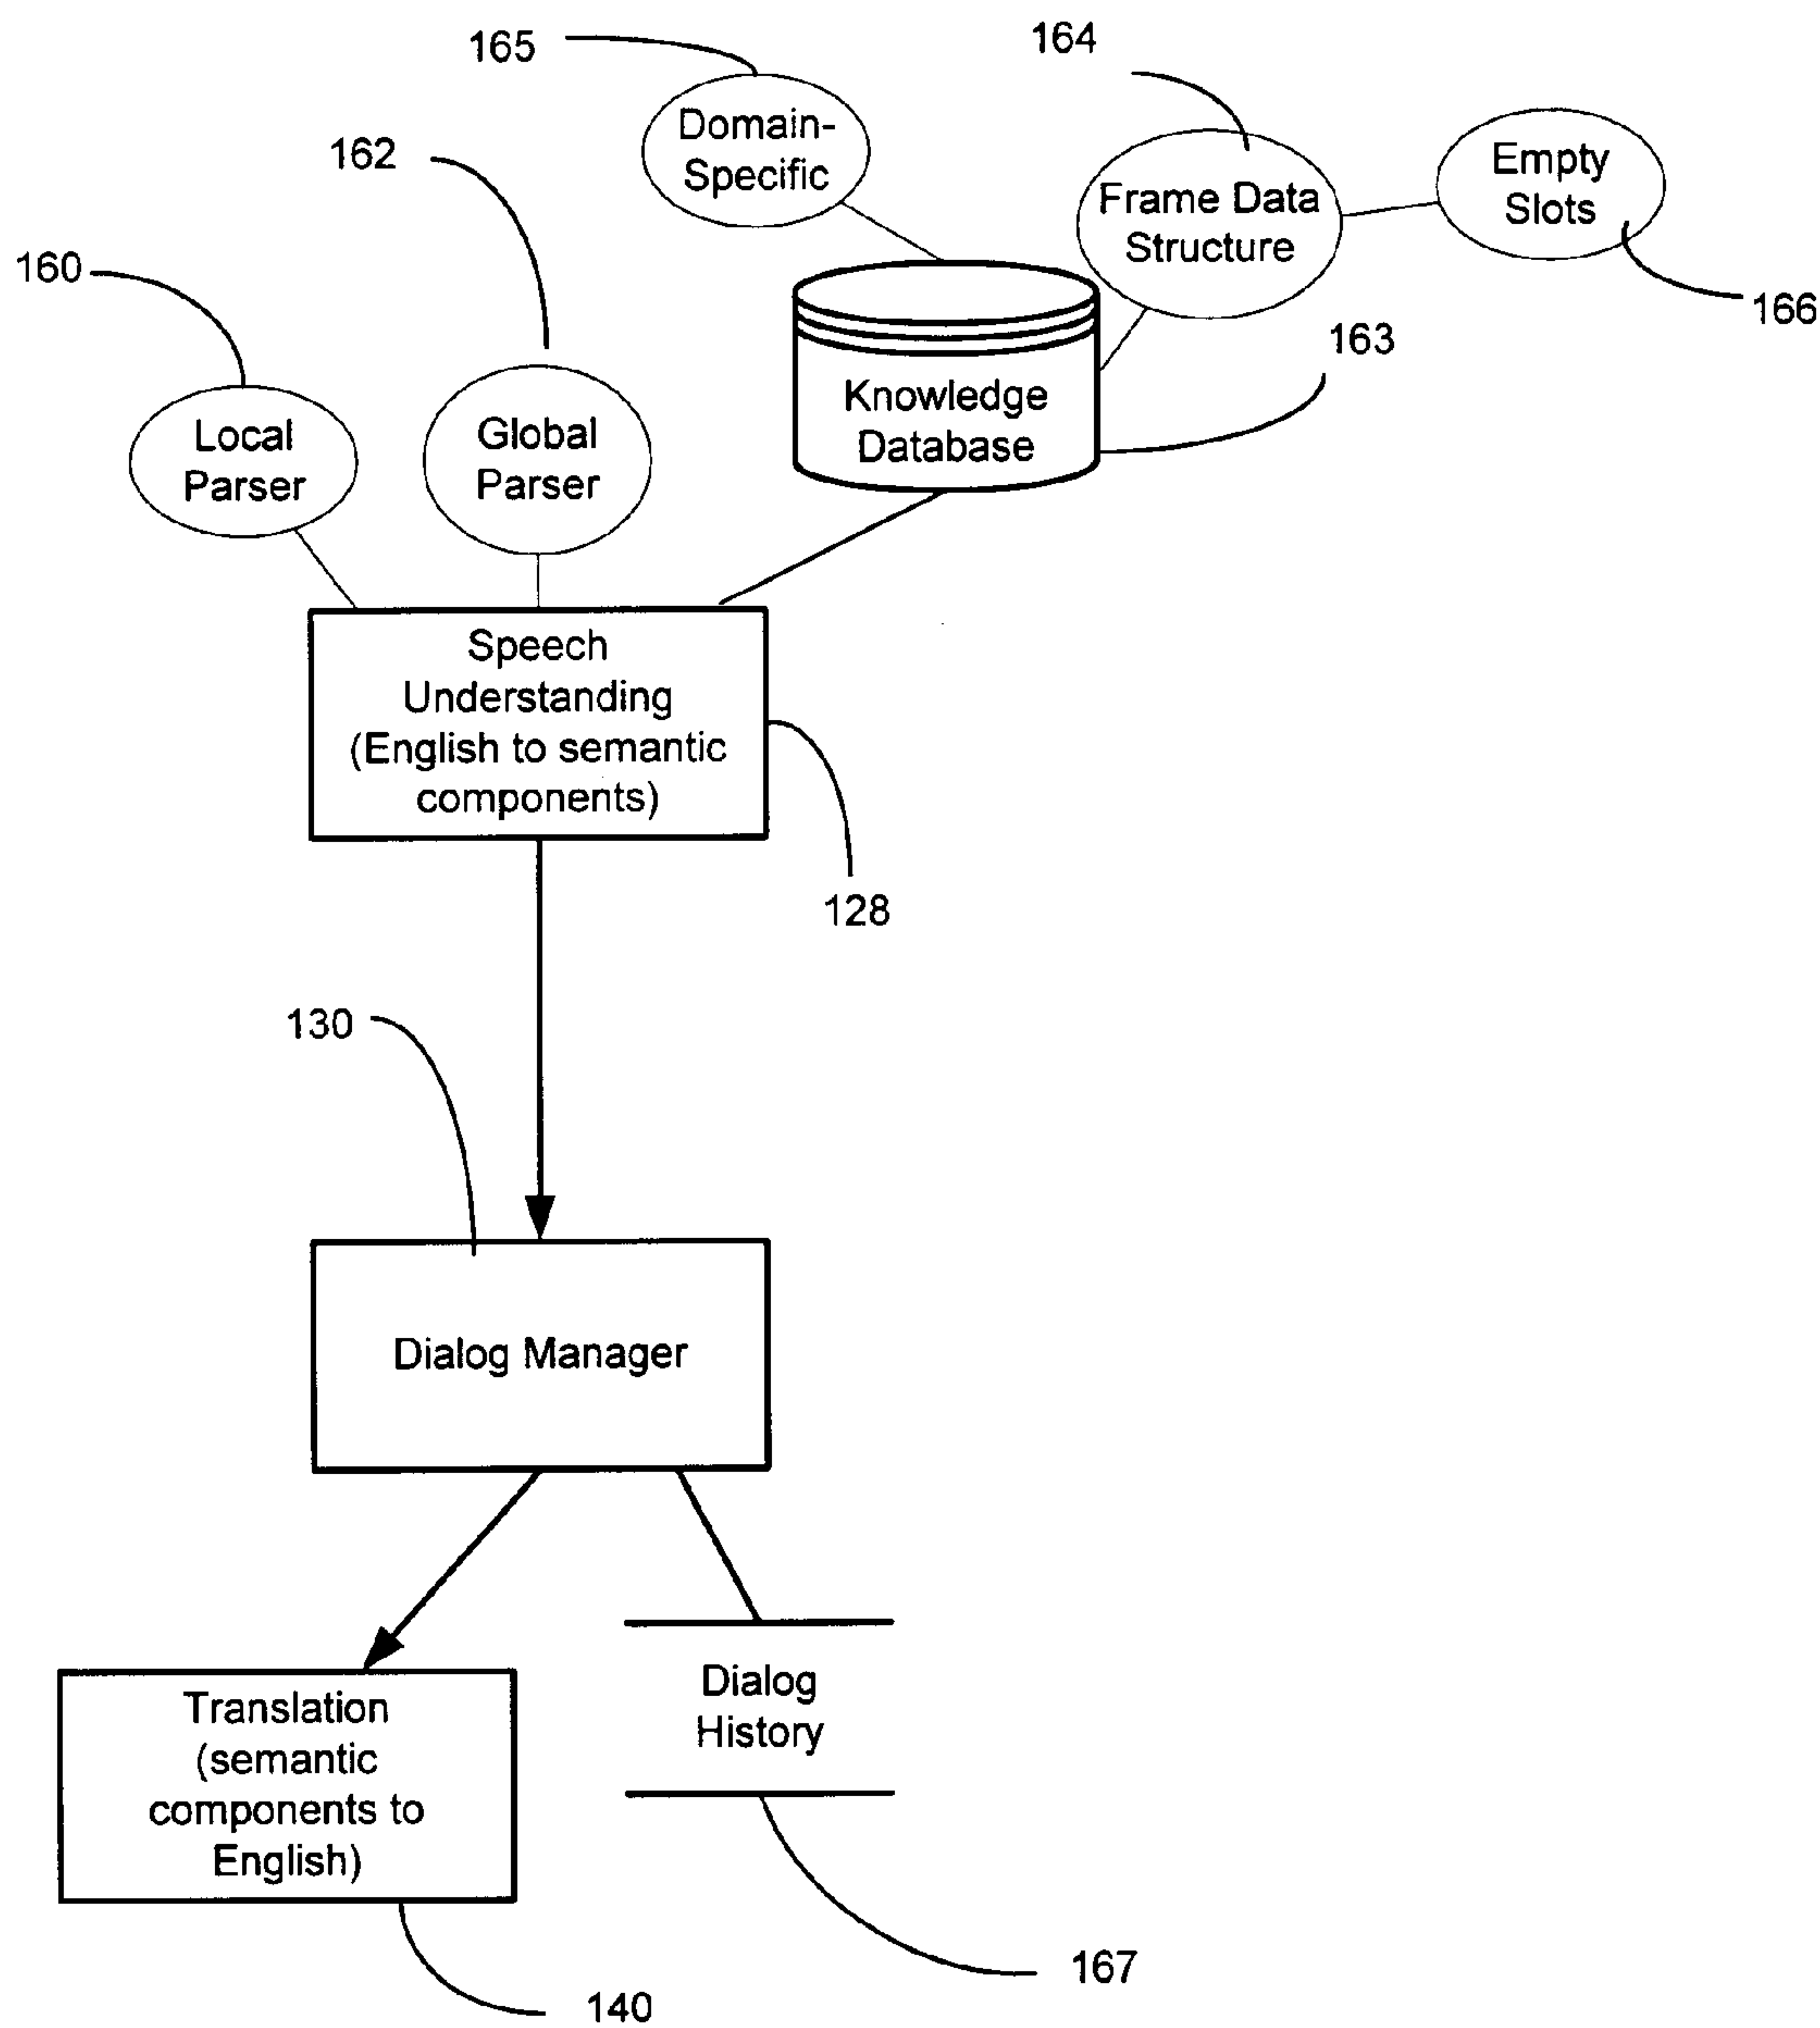 165
164
Domain-
Specific
162
Empty
Slots
Frame Data
Structure
160
166
163
Knowledge
Database
Local
Parser
Global
Parser
Speech
Understanding
(English to semantic
components)
128
130
Dialog Manager
Dialog
History
Translation
(semantic
components to
English)
167
140